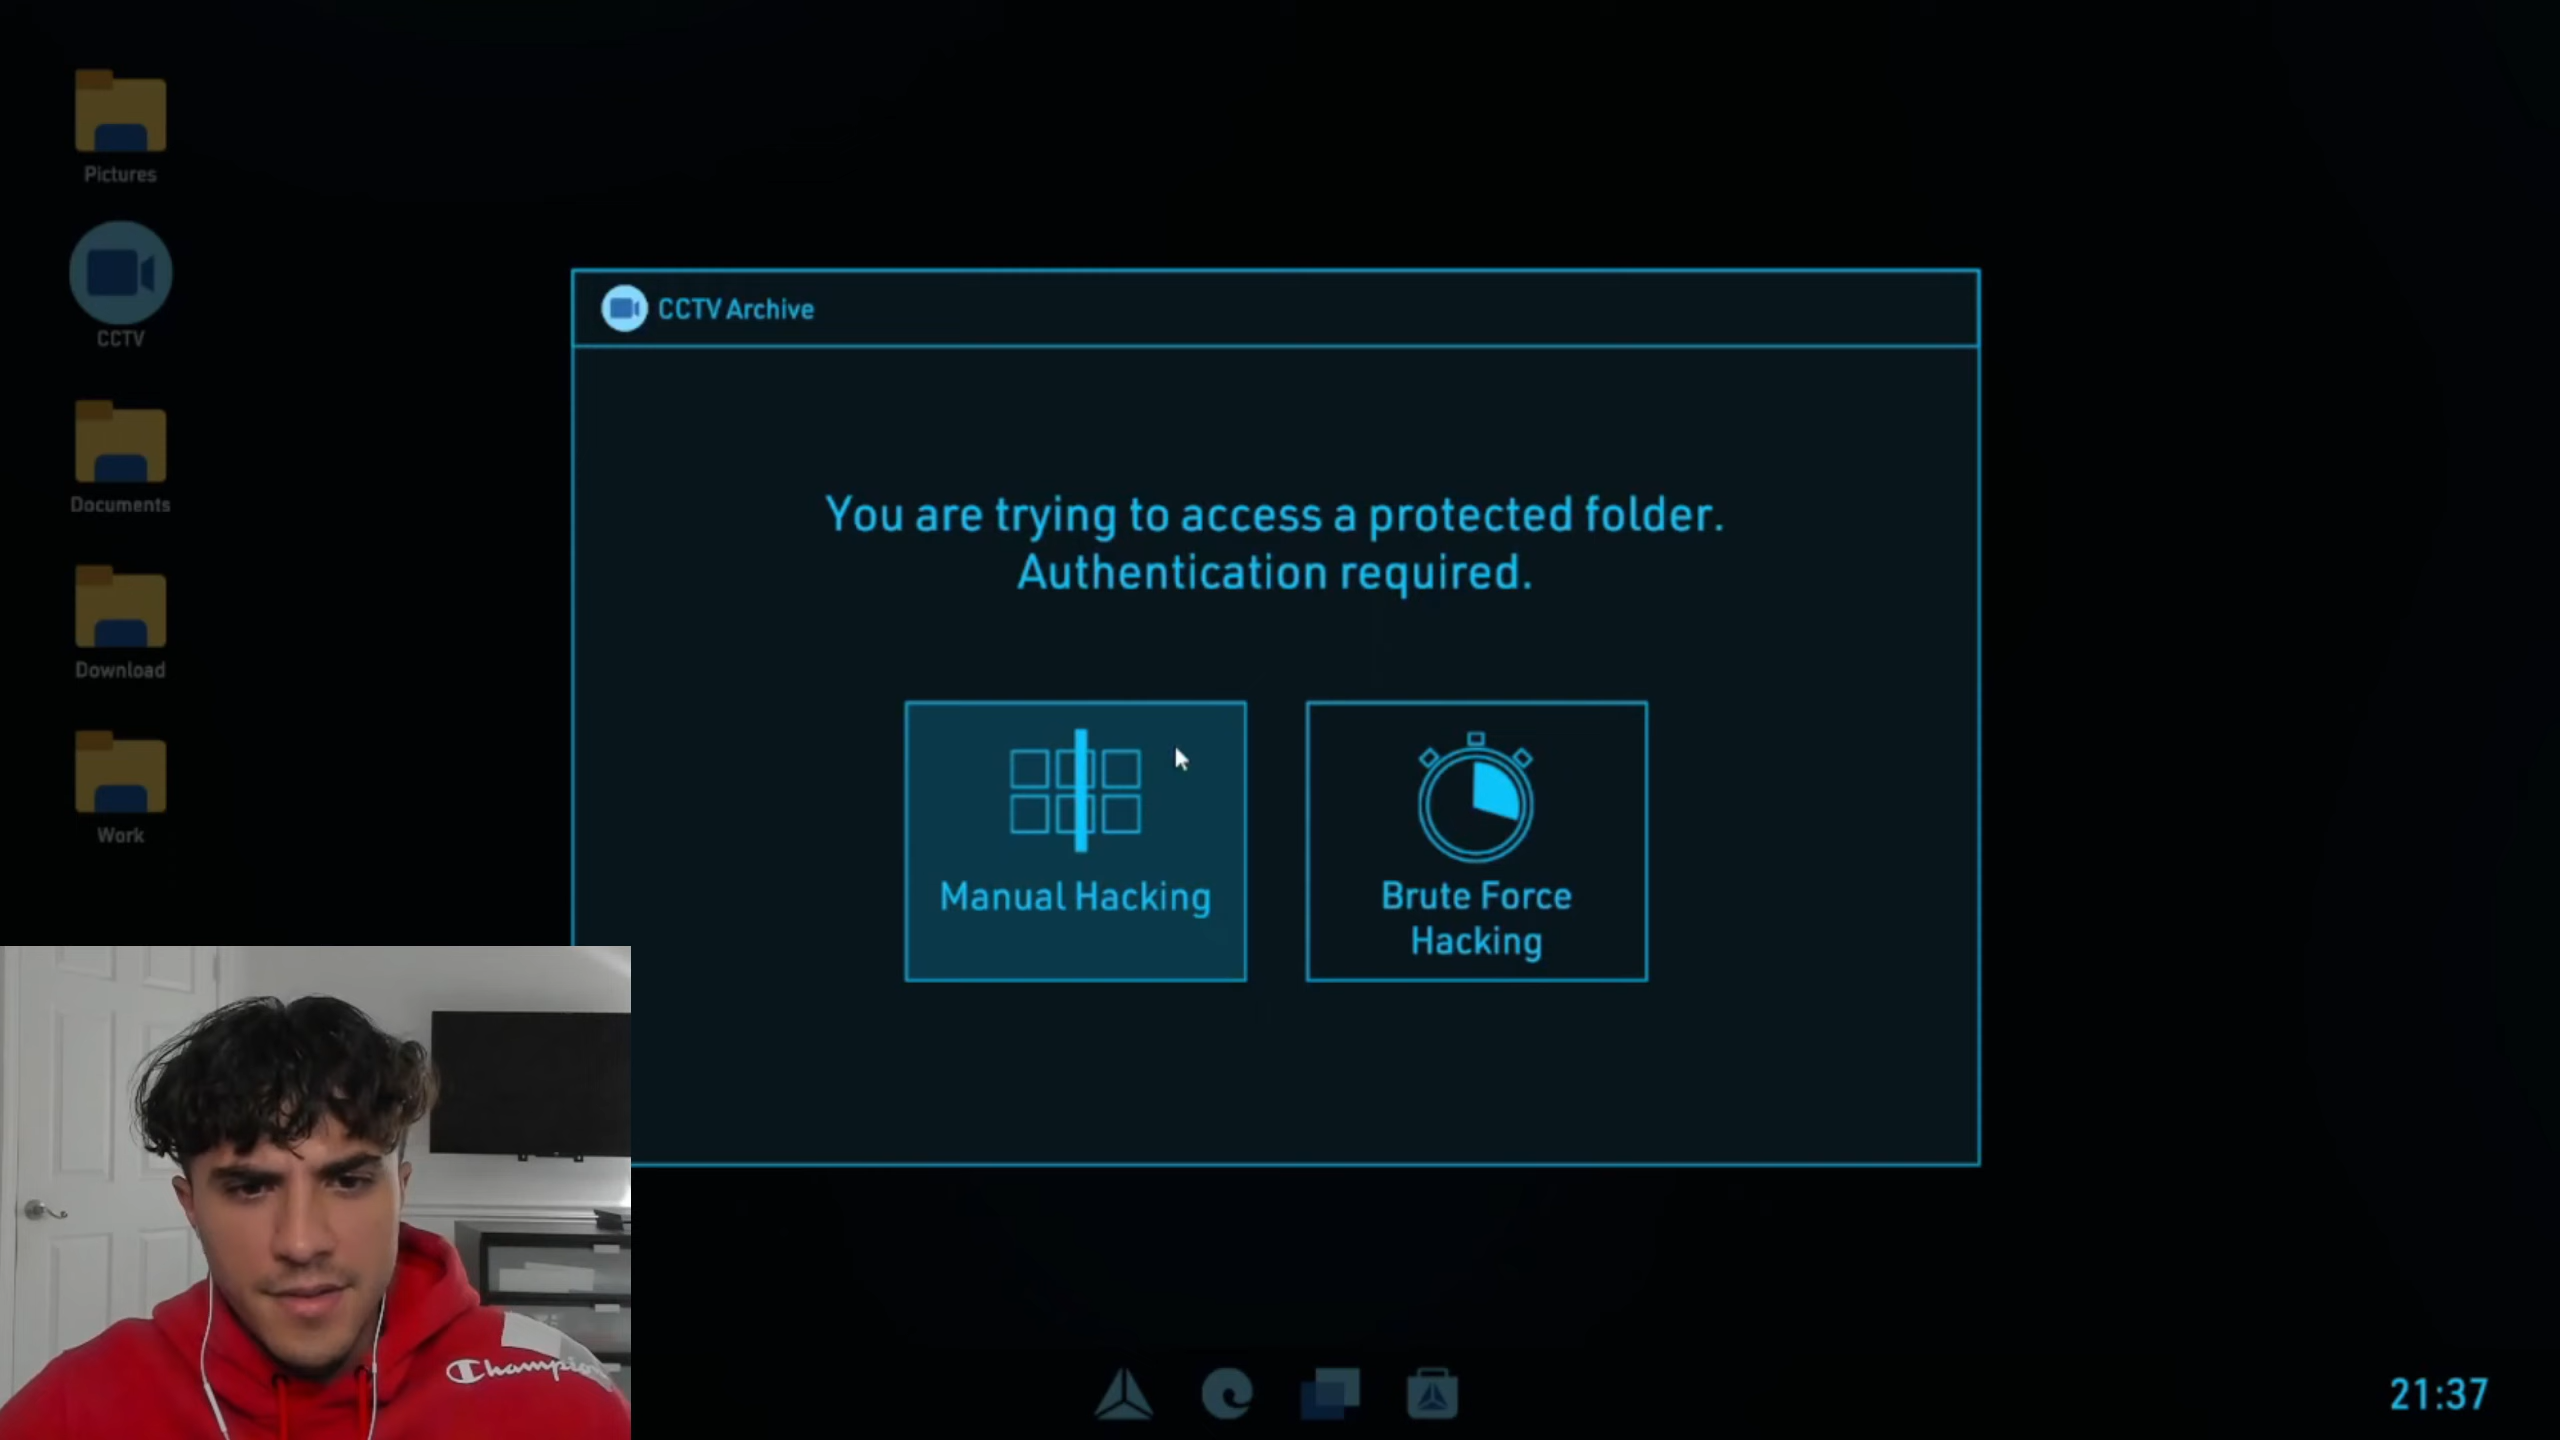 Pictures
CCTV
Documents
Download
Work
CCTV Archive
You are trying to access a protected folder.
Authentication required.
Manual Hacking
Brute Force
Hacking
Champion
21:37